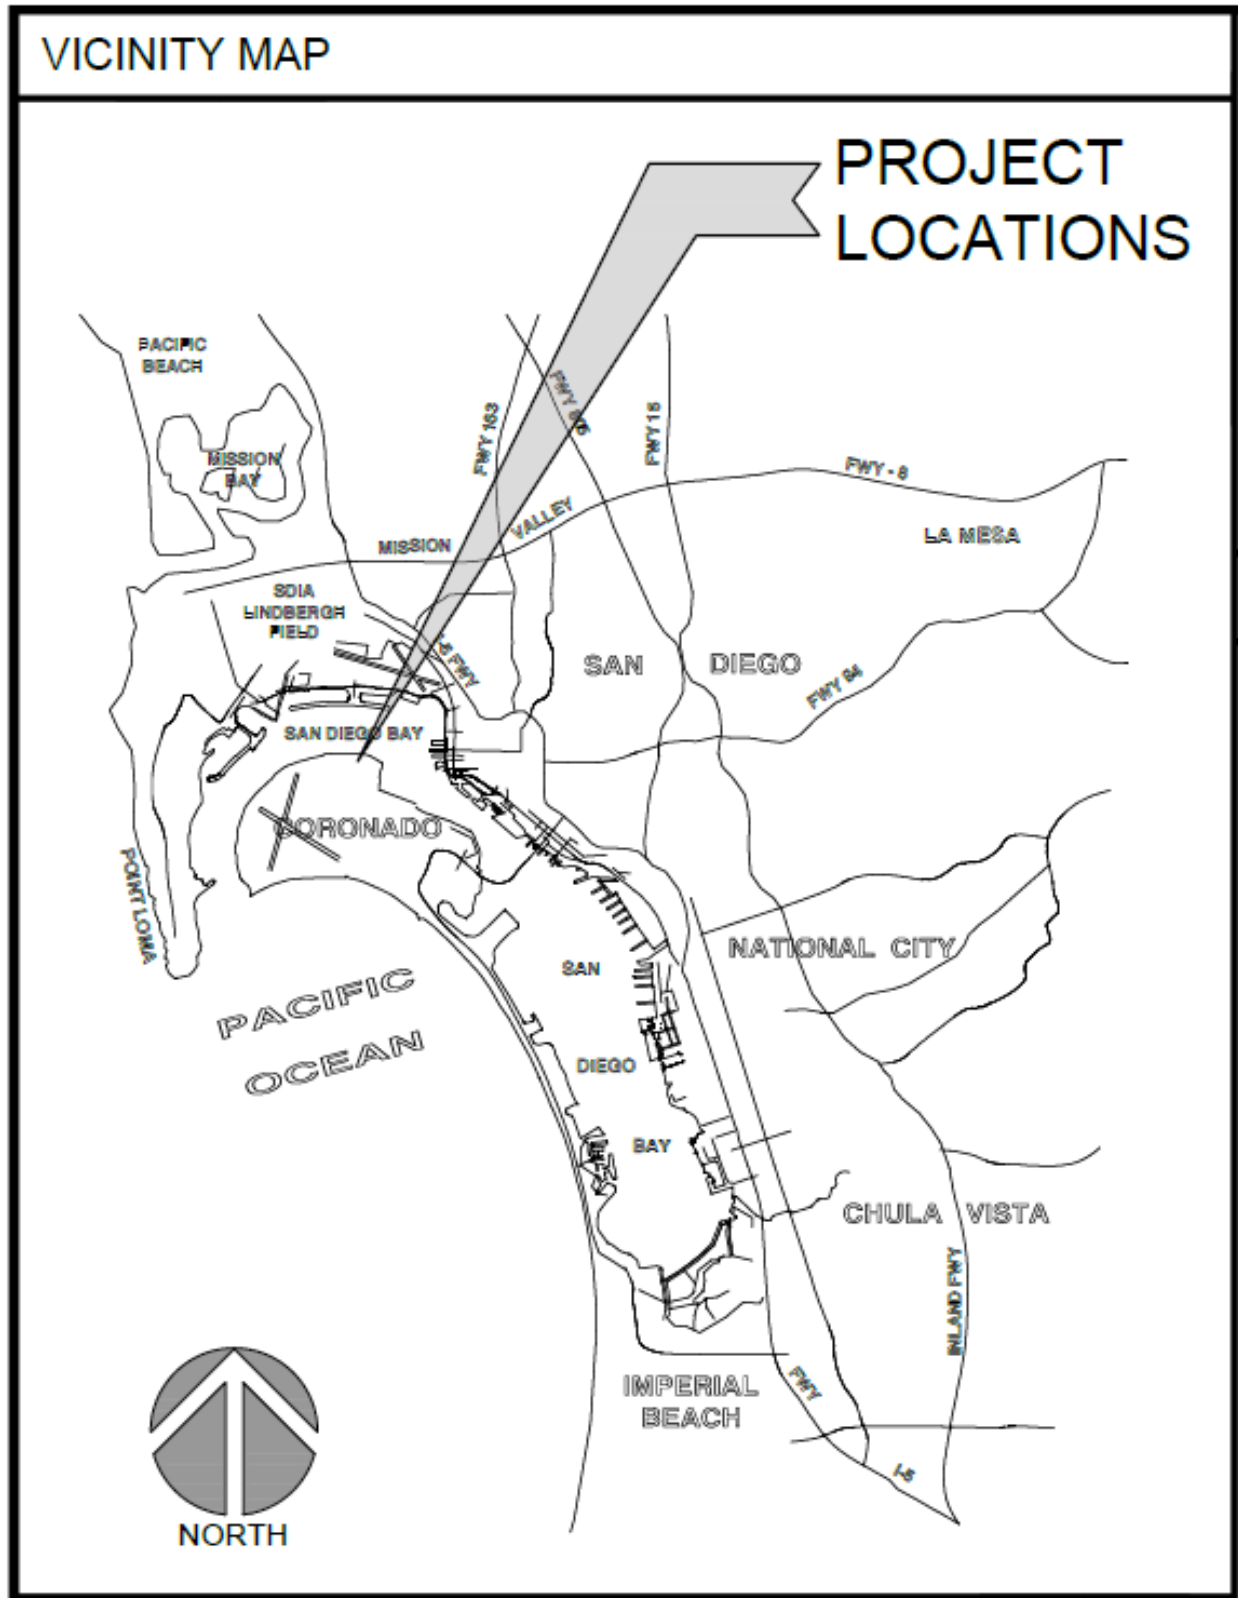 VICINITY MAP
PROJECT
LOCATIONS
PACIFIC
BEACH
MISSION
BAY
FWY 163
FWY 805
FWY 15
FWY - 8
MISSION
VALLEY
LA MESA
SDIA
LINDBERGH
FIELD
I-5 FWY
SAN DIEGO
FWY 94
SAN DIEGO BAY
CORONADO
POINT LOMA
NATIONAL CITY
SAN
PACIFIC
OCEAN
DIEGO
BAY
CHULA VISTA
INLAND FWY
IMPERIAL
BEACH
FWY
I-5
NORTH